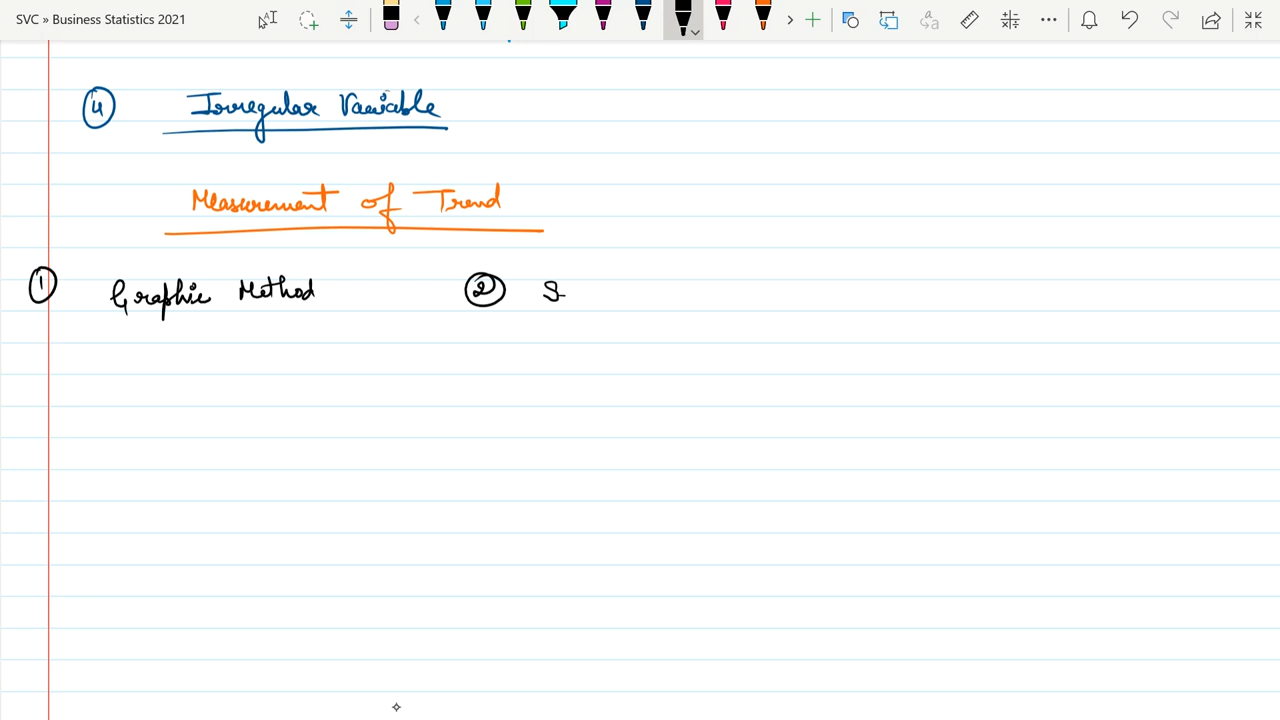 SVC » Business Statistics 2021
④ Irregular Variable
Measurement of Trend
① Graphic Method ② S